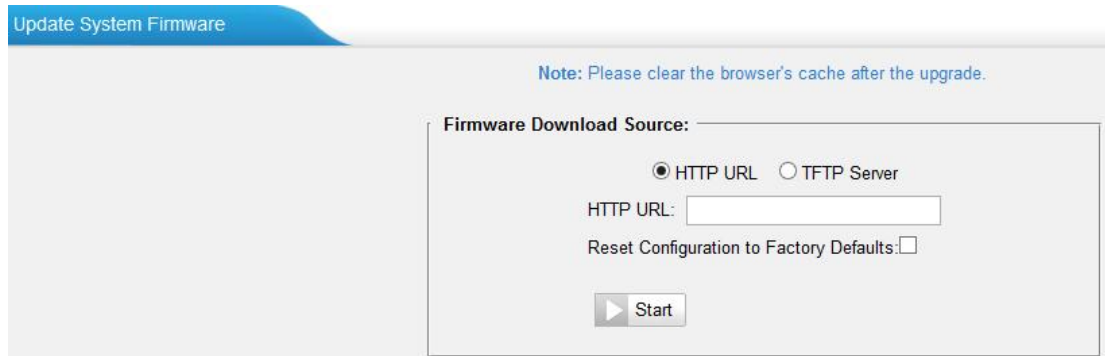 Update System Firmware
Note: Please clear the browser's cache after the upgrade.
Firmware Download Source:
HTTP URL TFTP Server
HTTP URL:
Reset Configuration to Factory Defaults:
Start